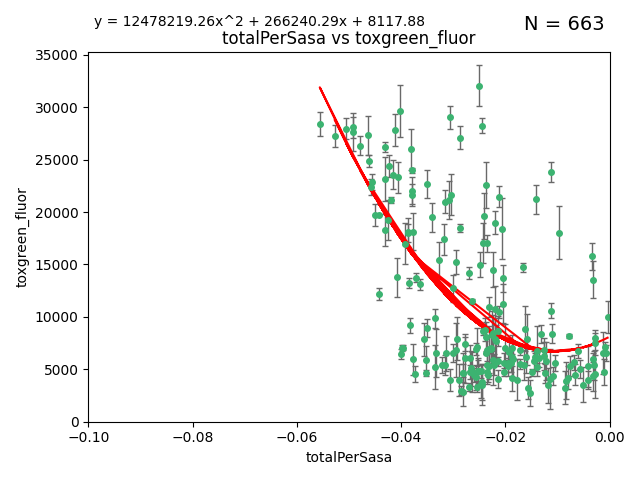 y = 12478219.26x^2 + 266240.29x + 8117.88
N = 663
totalPerSasa vs toxgreen_fluor
35000
30000
25000
20000
15000
10000
5000
0
toxgreen_fluor
−0.10
−0.08
−0.06
−0.04
−0.02
0.00
totalPerSasa